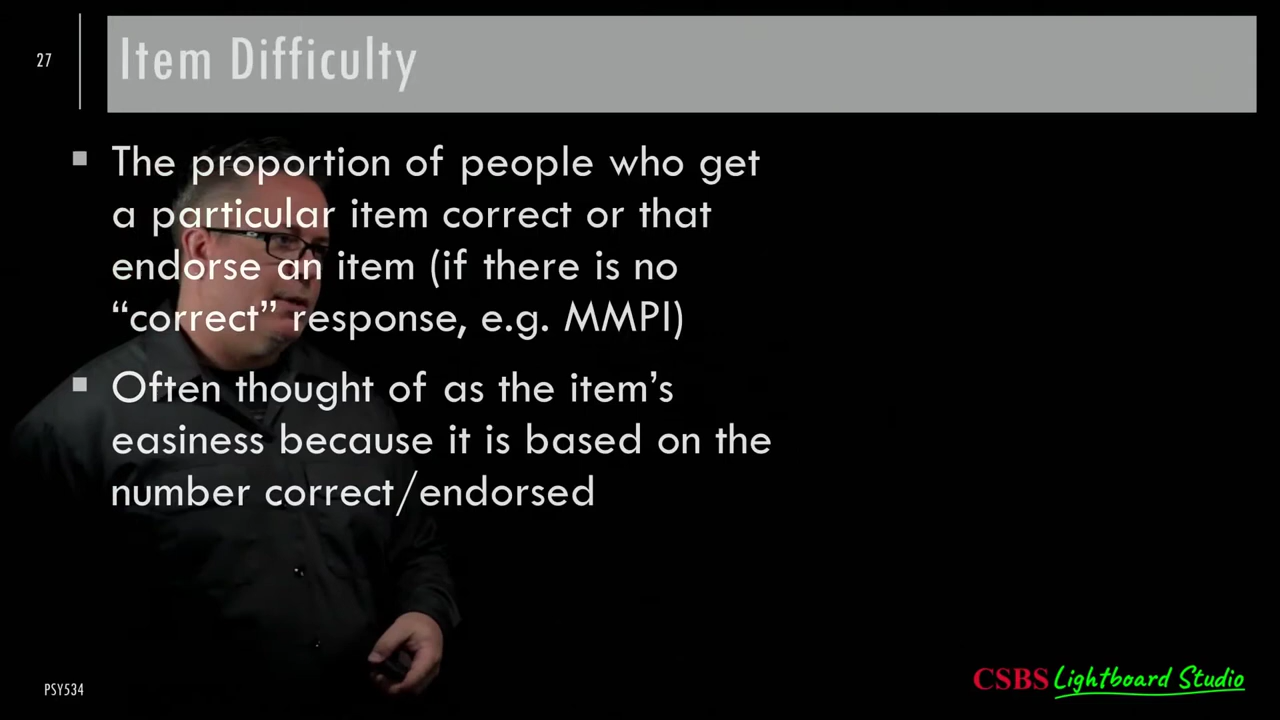 27
Item Difficulty
The proportion of people who get
a particular item correct or that
endorse an item (if there is no
“correct” response, e.g. MMPI)
Often thought of as the item’s
easiness because it is based on the
number correct/endorsed
PSY534
CSBS Lightboard Studio